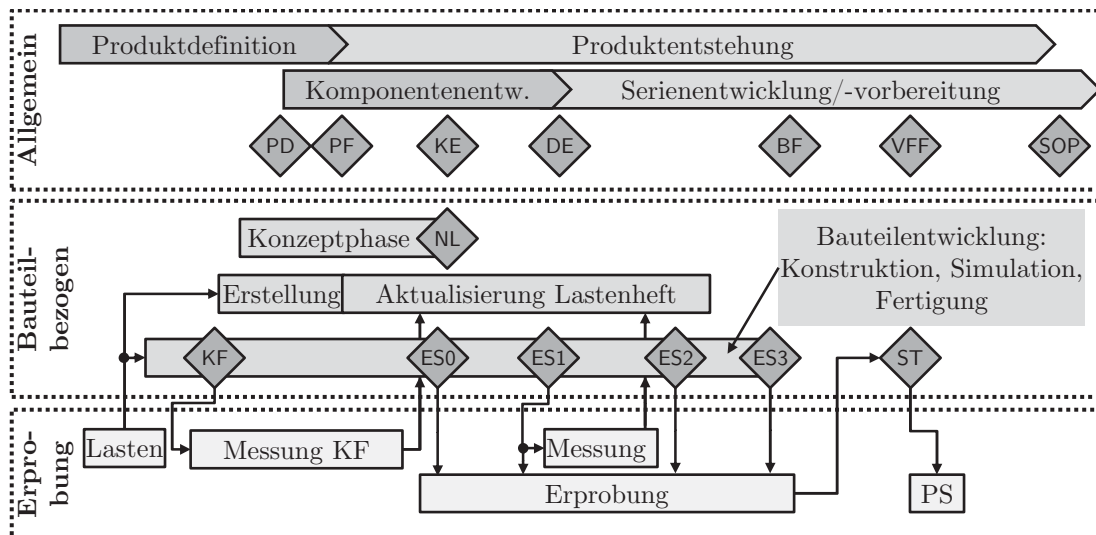 Allgemein
Produktdefinition
Produktentstehung
Komponentenentw.
Serienentwicklung/-vorbereitung
PD
PF
KE
DE
BF
VFF
SOP
Bauteil-
bezogen
Konzeptphase
NL
Bauteilentwicklung:
Konstruktion, Simulation,
Fertigung
Erstellung
Aktualisierung Lastenheft
KF
ES0
ES1
ES2
ES3
ST
Erpro-
bung
Lasten
Messung KF
Messung
Erprobung
PS